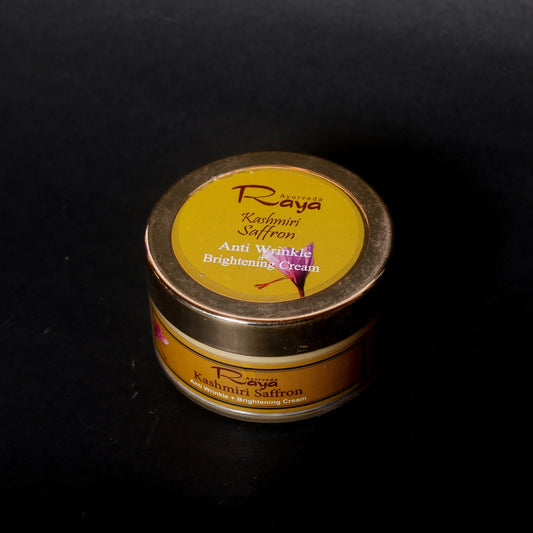 Ayurveda
Raya
Kashmiri
Saffron
Anti Wrinkle
+
Brightening Cream
Ayurveda
Raya
Kashmiri Saffron
Anti Wrinkle + Brightening Cream